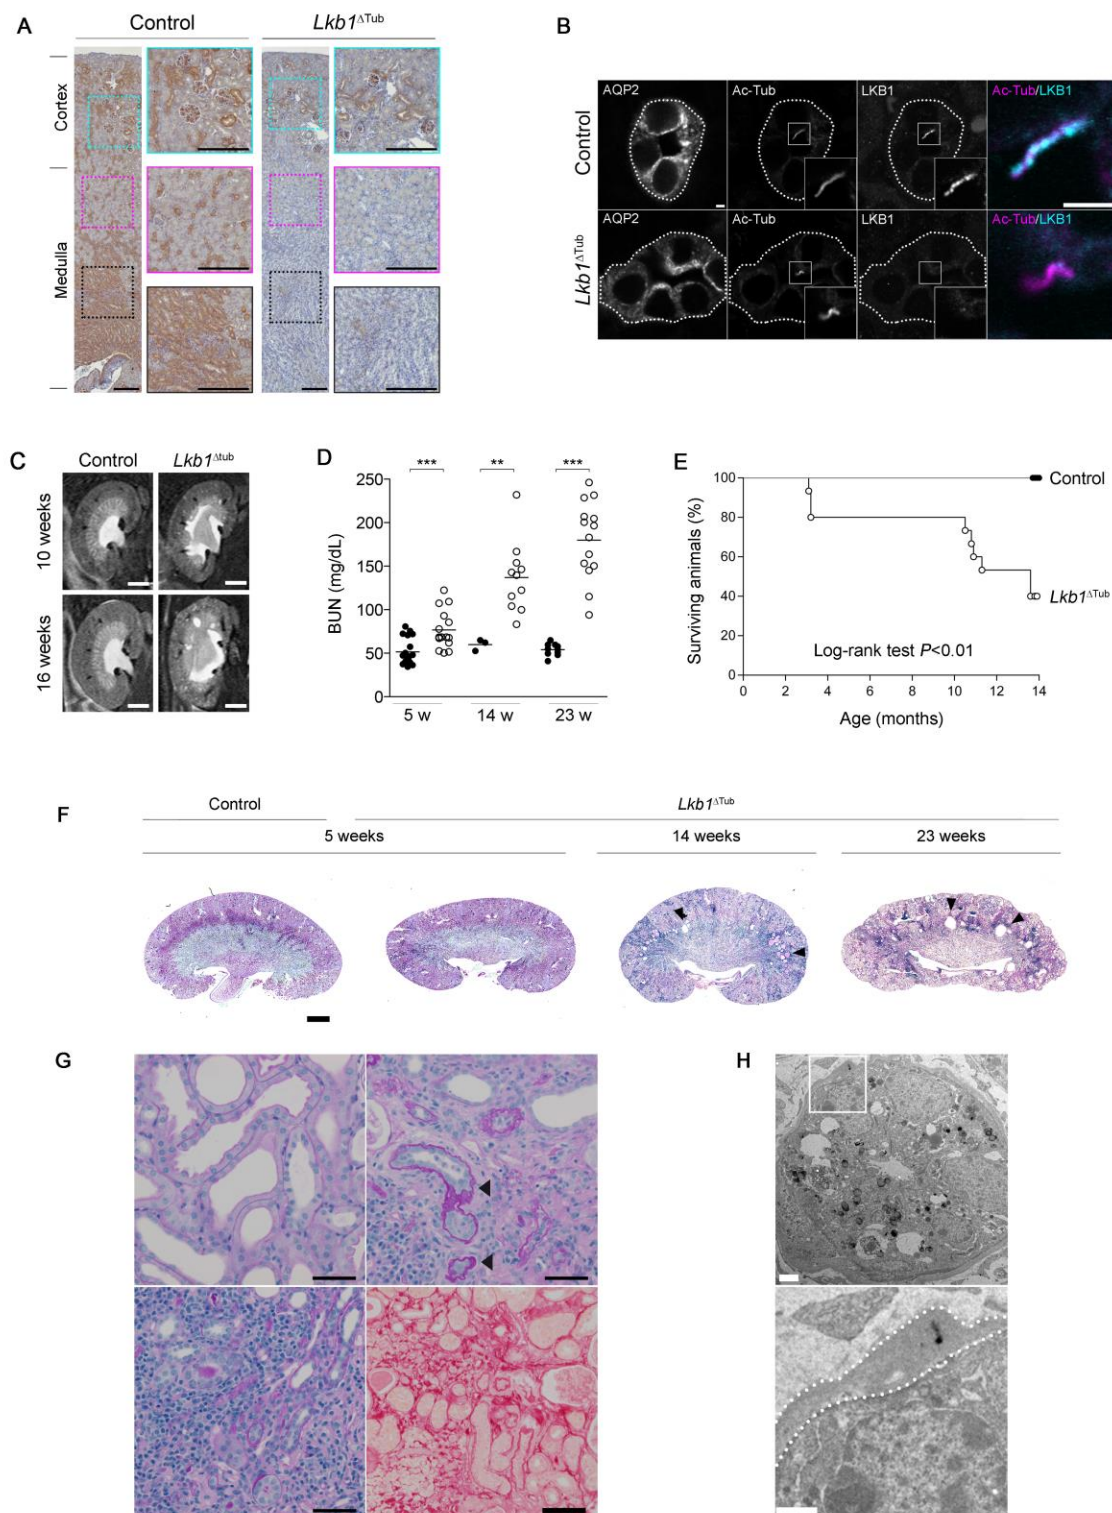 A
Control
Lkb1ΔTub
Cortex
Medulla
B
Control
AQP2
Ac-Tub
LKB1
Ac-Tub/LKB1
Lkb1ΔTub
AQP2
Ac-Tub
LKB1
Ac-Tub/LKB1
C
Control
Lkb1Δtub
10 weeks
16 weeks
D
***
**
***
BUN (mg/dL)
250
200
150
100
50
0
5 w
14 w
23 w
E
Surviving animals (%)
100
80
60
40
20
0
Control
Lkb1ΔTub
Log-rank test P<0.01
0
2
4
6
8
10
12
14
Age (months)
F
Control
Lkb1ΔTub
5 weeks
14 weeks
23 weeks
G
H